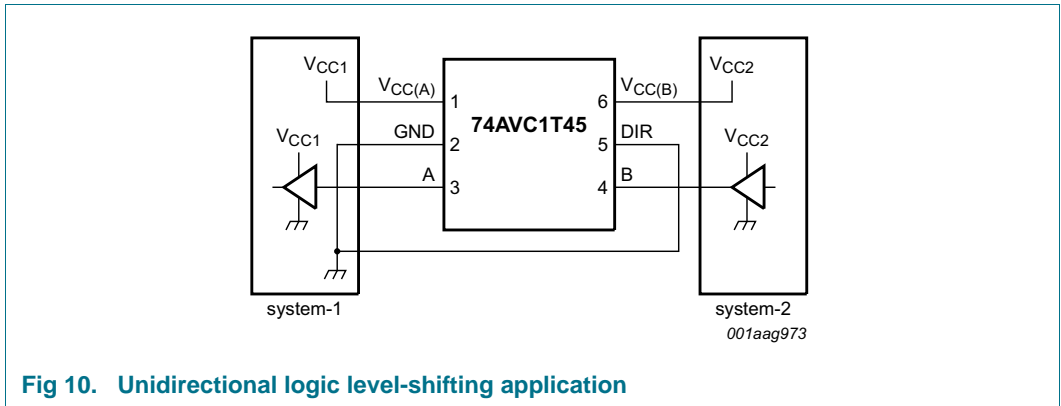 VCC1 VCC2
VCC(A) VCC(B)
1 6
74AVC1T45
GND DIR
2 5
VCC1 VCC2
A B
3 4
system-1 system-2
001aag973
Fig 10. Unidirectional logic level-shifting application